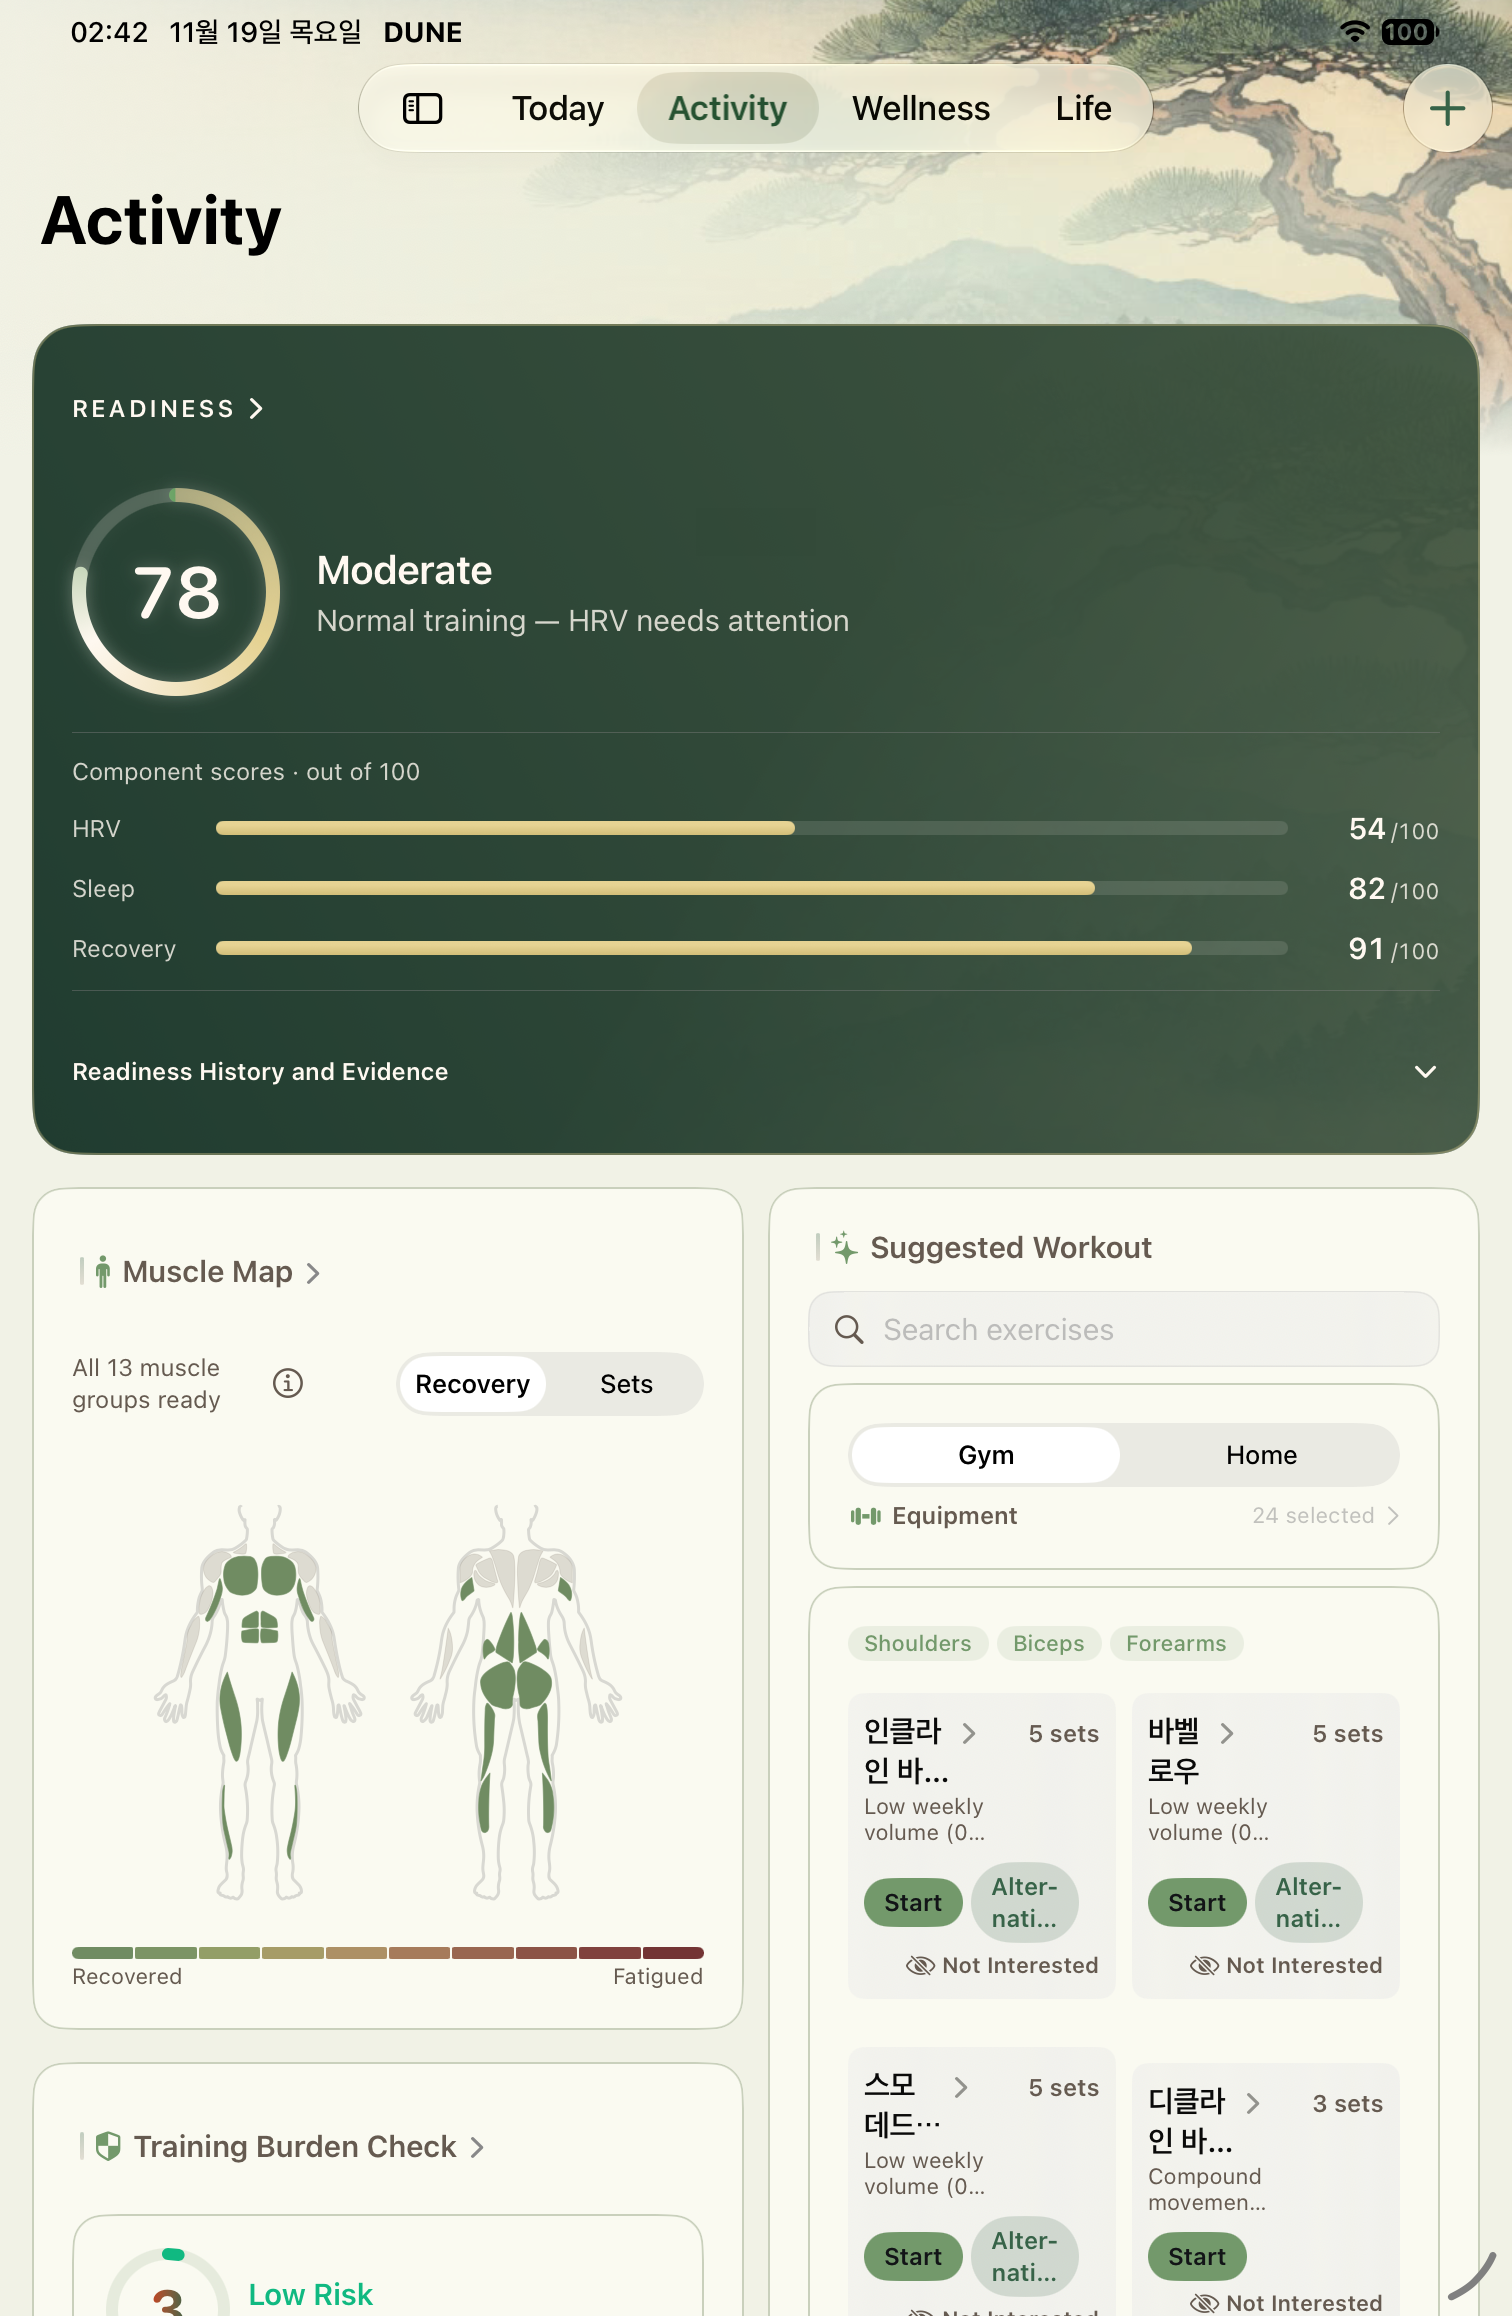 02:42 11월 19일 목요일 DUNE
100
Today Activity Wellness Life
Activity
READINESS
78
Moderate
Normal training — HRV needs attention
Component scores · out of 100
HRV 54/100
Sleep 82/100
Recovery 91/100
Readiness History and Evidence
Muscle Map
All 13 muscle
groups ready
Recovery Sets
Recovered Fatigued
Training Burden Check
3
Low Risk
Suggested Workout
Search exercises
Gym Home
Equipment 24 selected
Shoulders Biceps Forearms
인클라
인 바...
5 sets
Low weekly
volume (0...
Start
Alter-
nati...
Not Interested
바벨
로우
5 sets
Low weekly
volume (0...
Start
Alter-
nati...
Not Interested
스모
데드...
5 sets
Low weekly
volume (0...
Start
Alter-
nati...
Not Interested
디클라
인 바...
3 sets
Compound
movemen...
Start
Not Interested